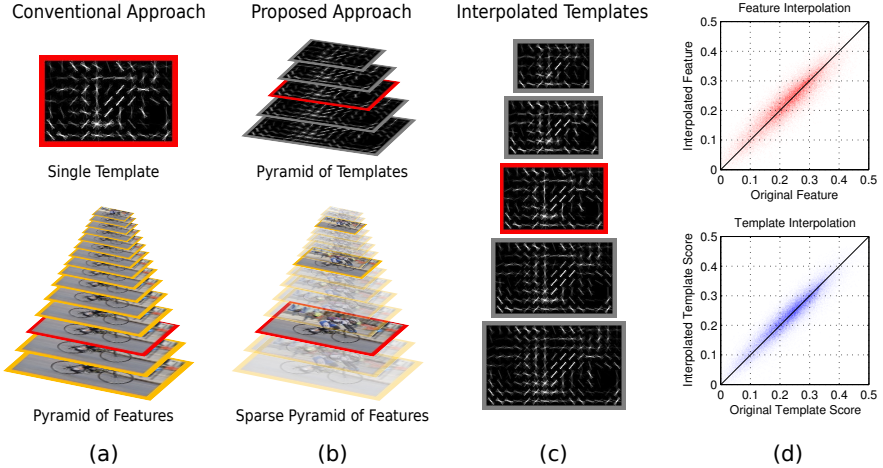 Conventional Approach
Single Template
Pyramid of Features
(a)
Proposed Approach
Pyramid of Templates
Sparse Pyramid of Features
(b)
Interpolated Templates
(c)
Feature Interpolation
Interpolated Feature
0.5
0.4
0.3
0.2
0.1
0
0 0.1 0.2 0.3 0.4 0.5
Original Feature
Template Interpolation
Interpolated Template Score
0.5
0.4
0.3
0.2
0.1
0
0 0.1 0.2 0.3 0.4 0.5
Original Template Score
(d)